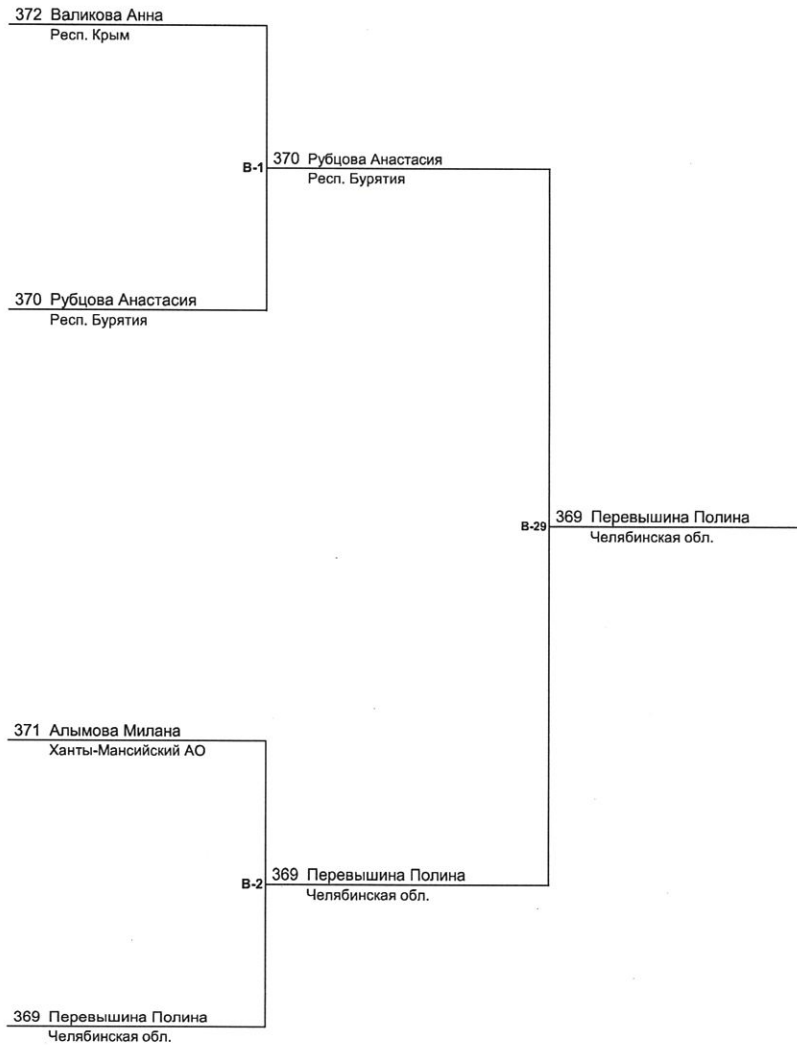 372 Валикова Анна
Респ. Крым
B-1
370 Рубцова Анастасия
Респ. Бурятия
370 Рубцова Анастасия
Респ. Бурятия
B-29
369 Перевышина Полина
Челябинская обл.
371 Алымова Милана
Ханты-Мансийский АО
B-2
369 Перевышина Полина
Челябинская обл.
369 Перевышина Полина
Челябинская обл.